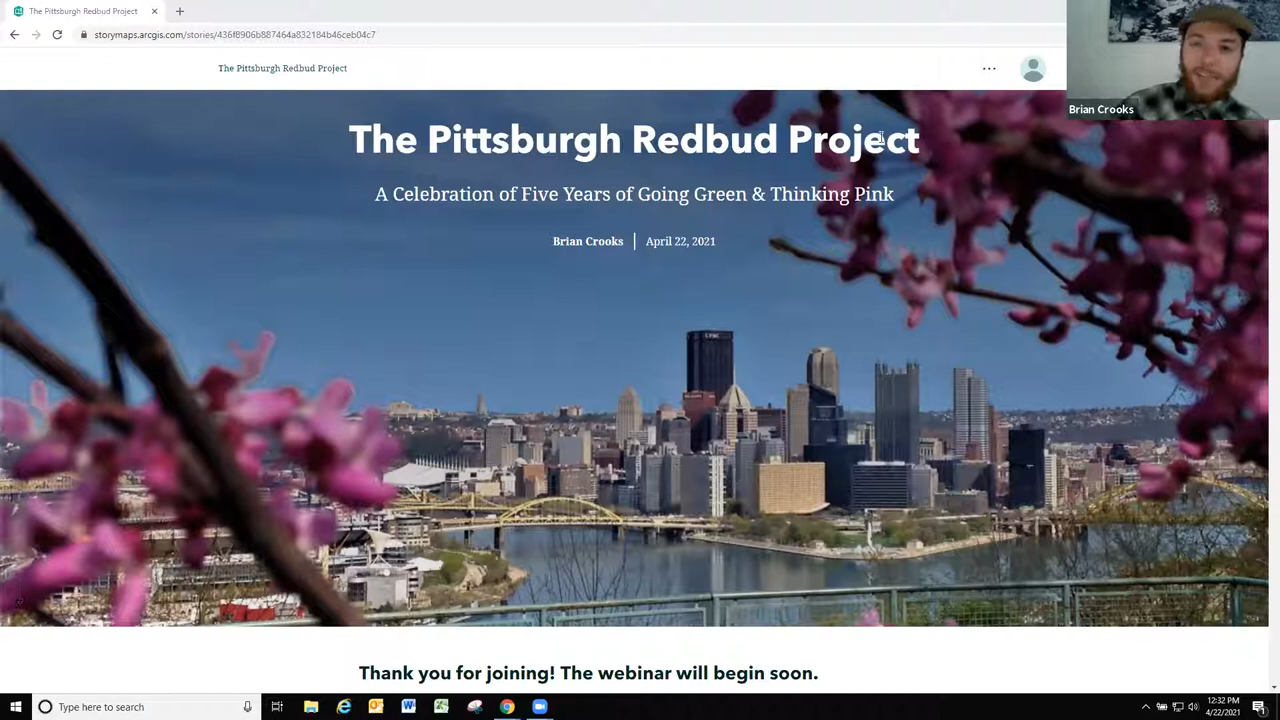 The Pittsburgh Redbud Project
storymaps.arcgis.com/stories/436f8906b887464a832184b46ceb04c7
The Pittsburgh Redbud Project
Brian Crooks
The Pittsburgh Redbud Project
A Celebration of Five Years of Going Green & Thinking Pink
Brian Crooks | April 22, 2021
UPMC
Thank you for joining! The webinar will begin soon.
Type here to search
12:32 PM
4/22/2021